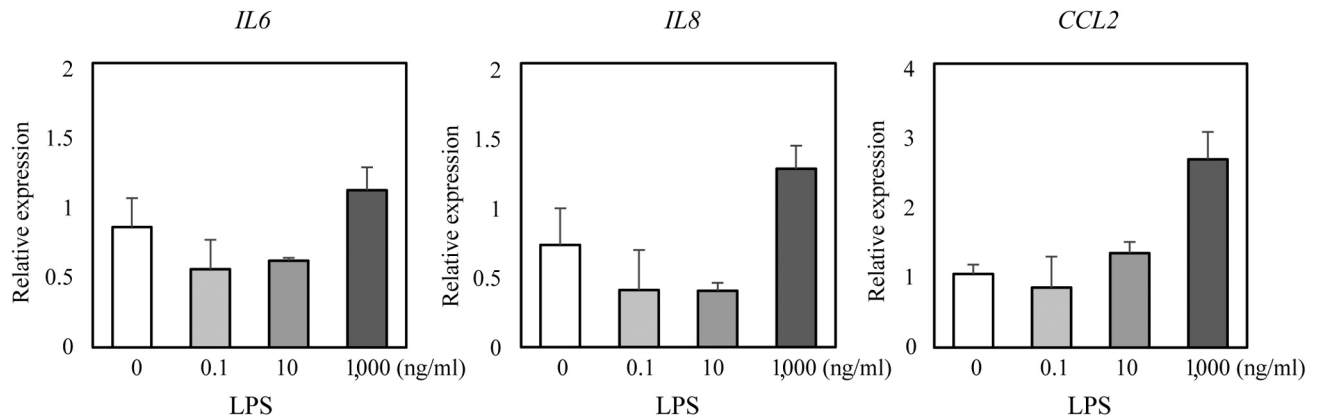 IL6
2
1.5
1
0.5
0
Relative expression
0 0.1 10 1,000 (ng/ml)
LPS
IL8
2
1.5
1
0.5
0
Relative expression
0 0.1 10 1,000 (ng/ml)
LPS
CCL2
4
3
2
1
0
Relative expression
0 0.1 10 1,000 (ng/ml)
LPS